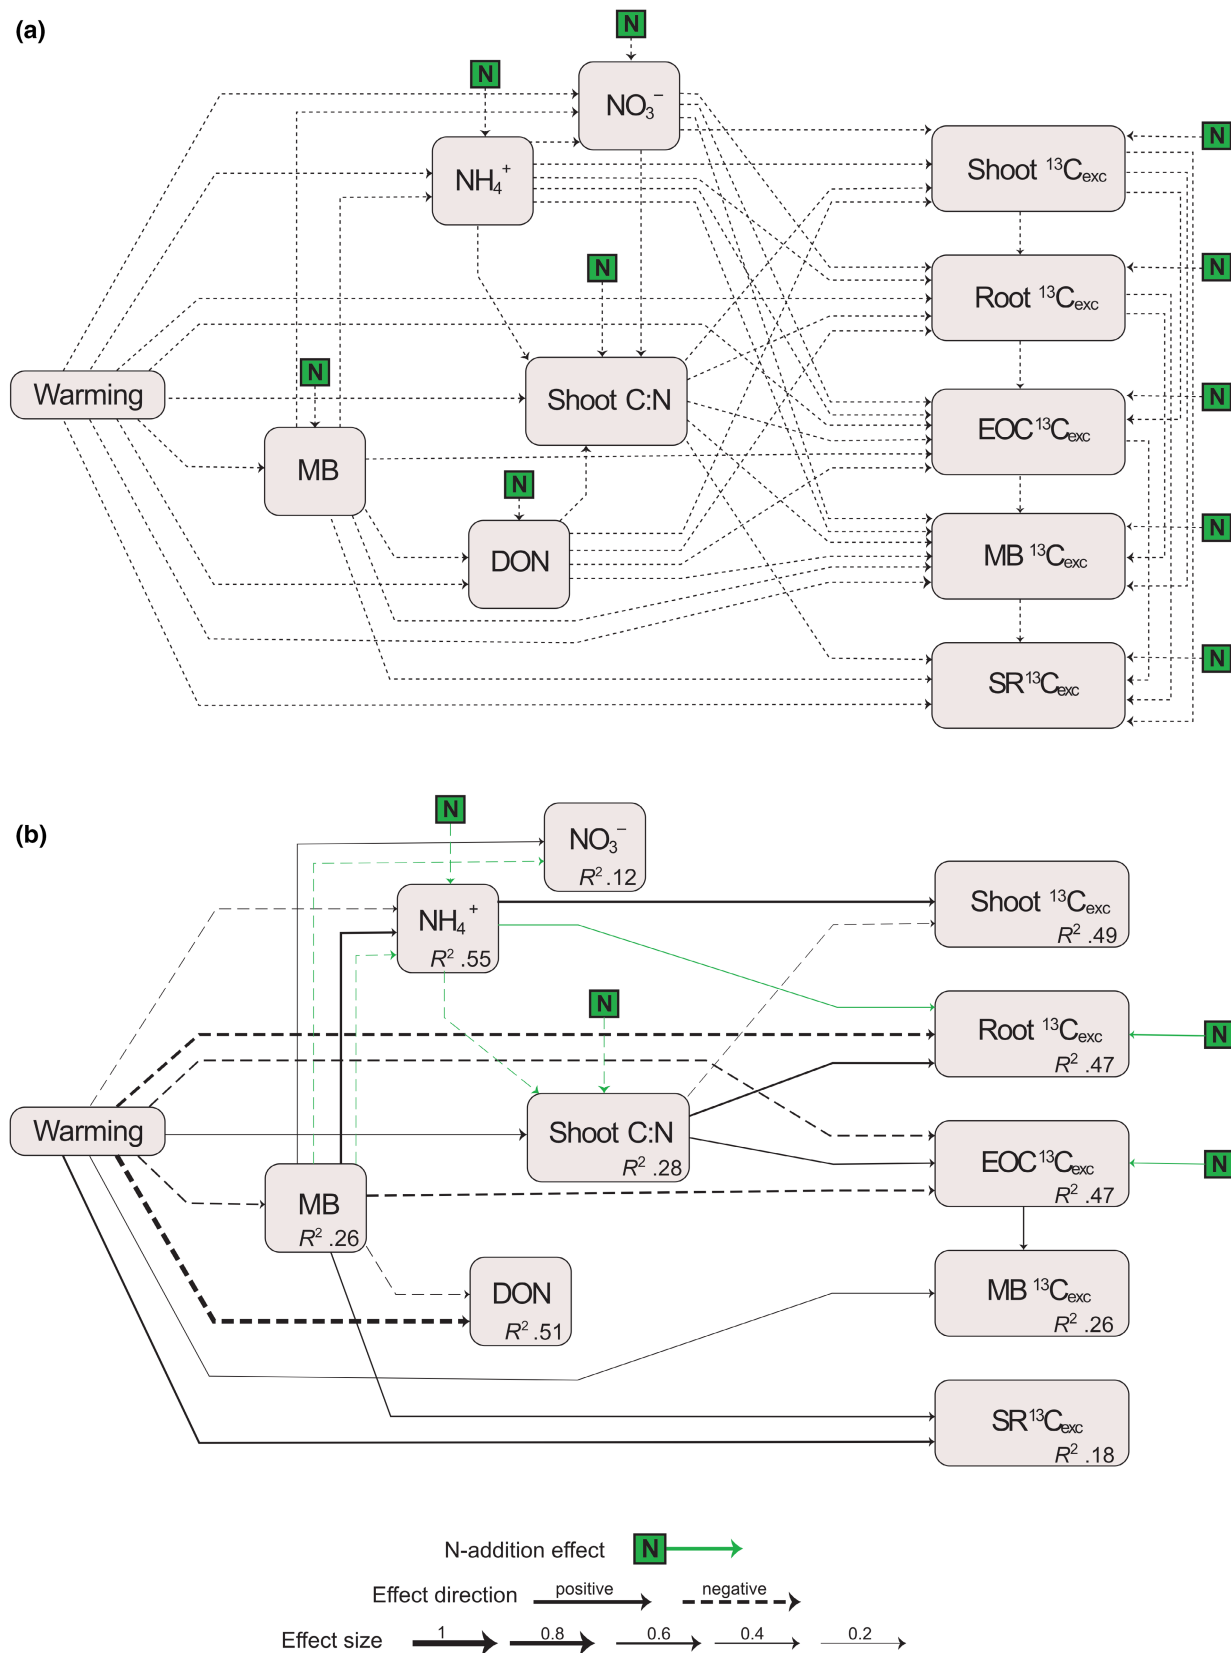 (a)
N
N
NO₃⁻
N
Shoot ¹³Cexc
NH₄⁺
N
N
Root ¹³Cexc
N
Warming
Shoot C:N
N
EOC ¹³Cexc
MB
N
DON
N
MB ¹³Cexc
N
SR ¹³Cexc
(b)
N
NO₃⁻
R² .12
Shoot ¹³Cexc
R² .49
NH₄⁺
R² .55
N
Root ¹³Cexc
R² .47
N
Warming
Shoot C:N
R² .28
EOC ¹³Cexc
R² .47
N
MB
R² .26
DON
R² .51
MB ¹³Cexc
R² .26
SR ¹³Cexc
R² .18
N-addition effect N
Effect direction positive negative
Effect size 1 0.8 0.6 0.4 0.2